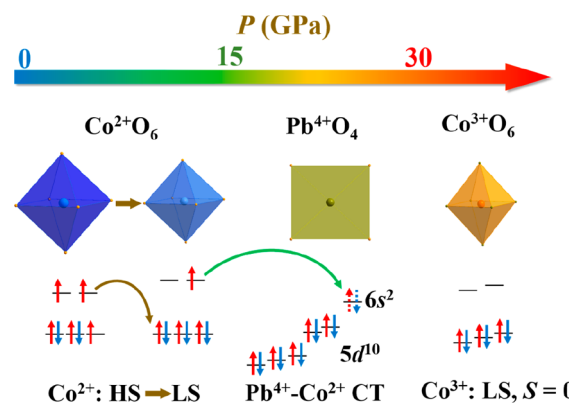 P (GPa)
0 15 30
Co²⁺O₆ Pb⁴⁺O₄ Co³⁺O₆
6s²
5d¹⁰
Co²⁺: HS LS Pb⁴⁺-Co²⁺ CT Co³⁺: LS, S = 0